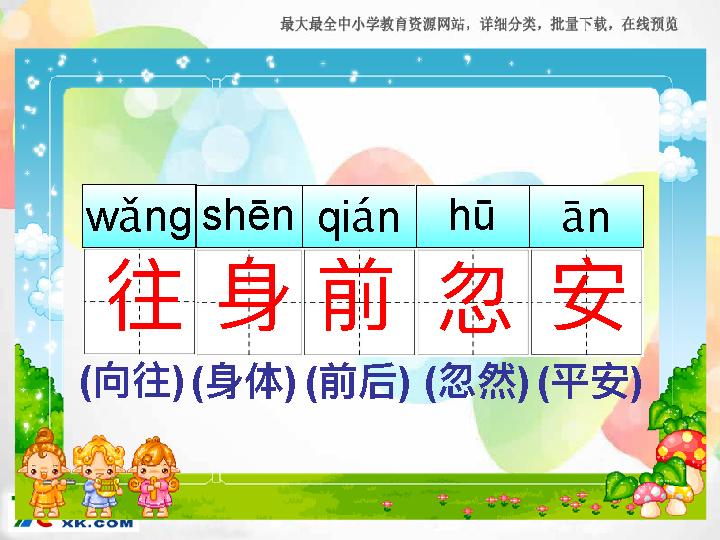 最大最全中小学教育资源网站，详细分类，批量下载，在线预览
wǎng shēn qián hū ān
往 身 前 忽 安
(向往) (身体) (前后) (忽然) (平安)
XK.COM